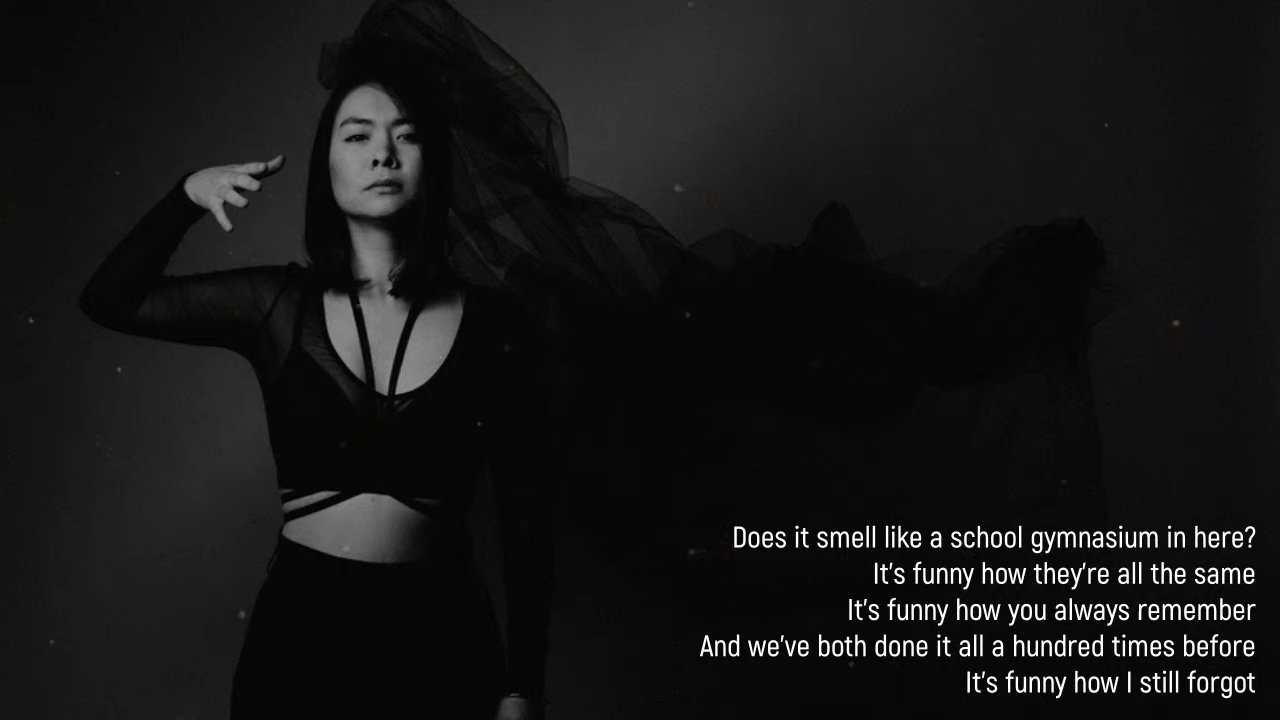 Does it smell like a school gymnasium in here?
It's funny how they're all the same
It's funny how you always remember
And we've both done it all a hundred times before
It's funny how I still forgot